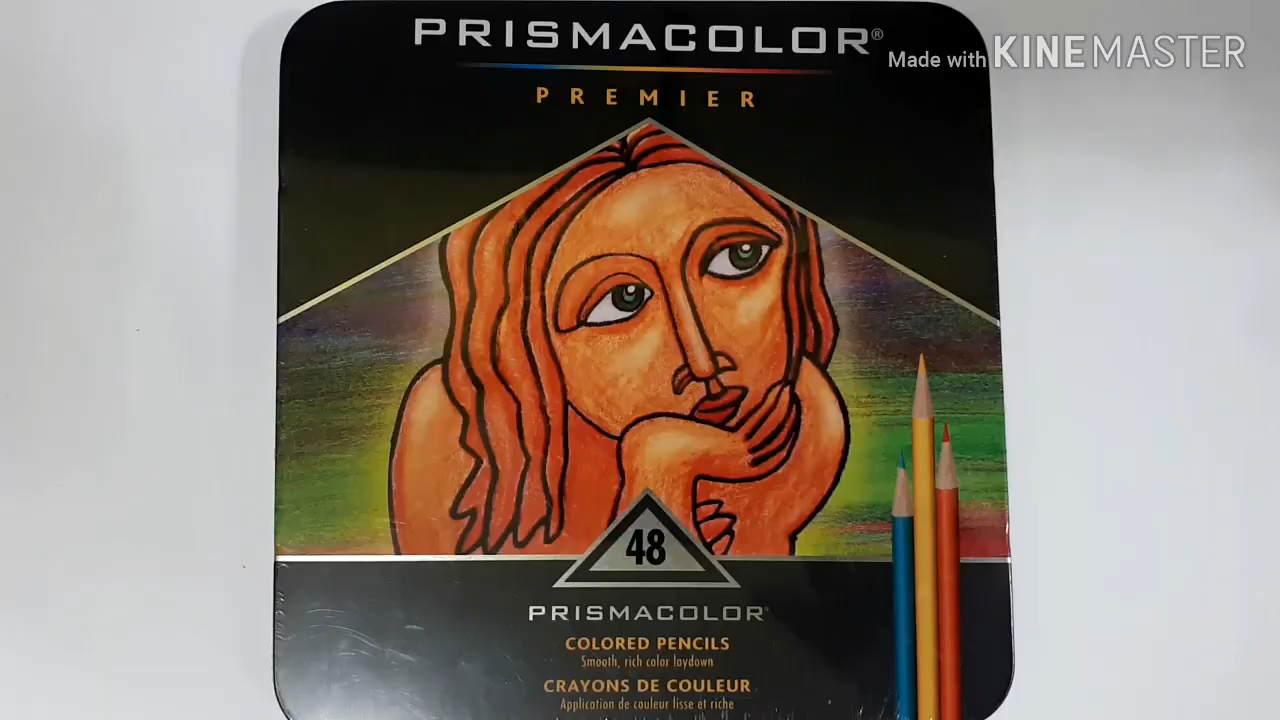 PRISMACOLOR®
Made with KINEMASTER
PREMIER
48
PRISMACOLOR
COLORED PENCILS
Smooth, rich color laydown
CRAYONS DE COULEUR
Application de couleur lisse et riche